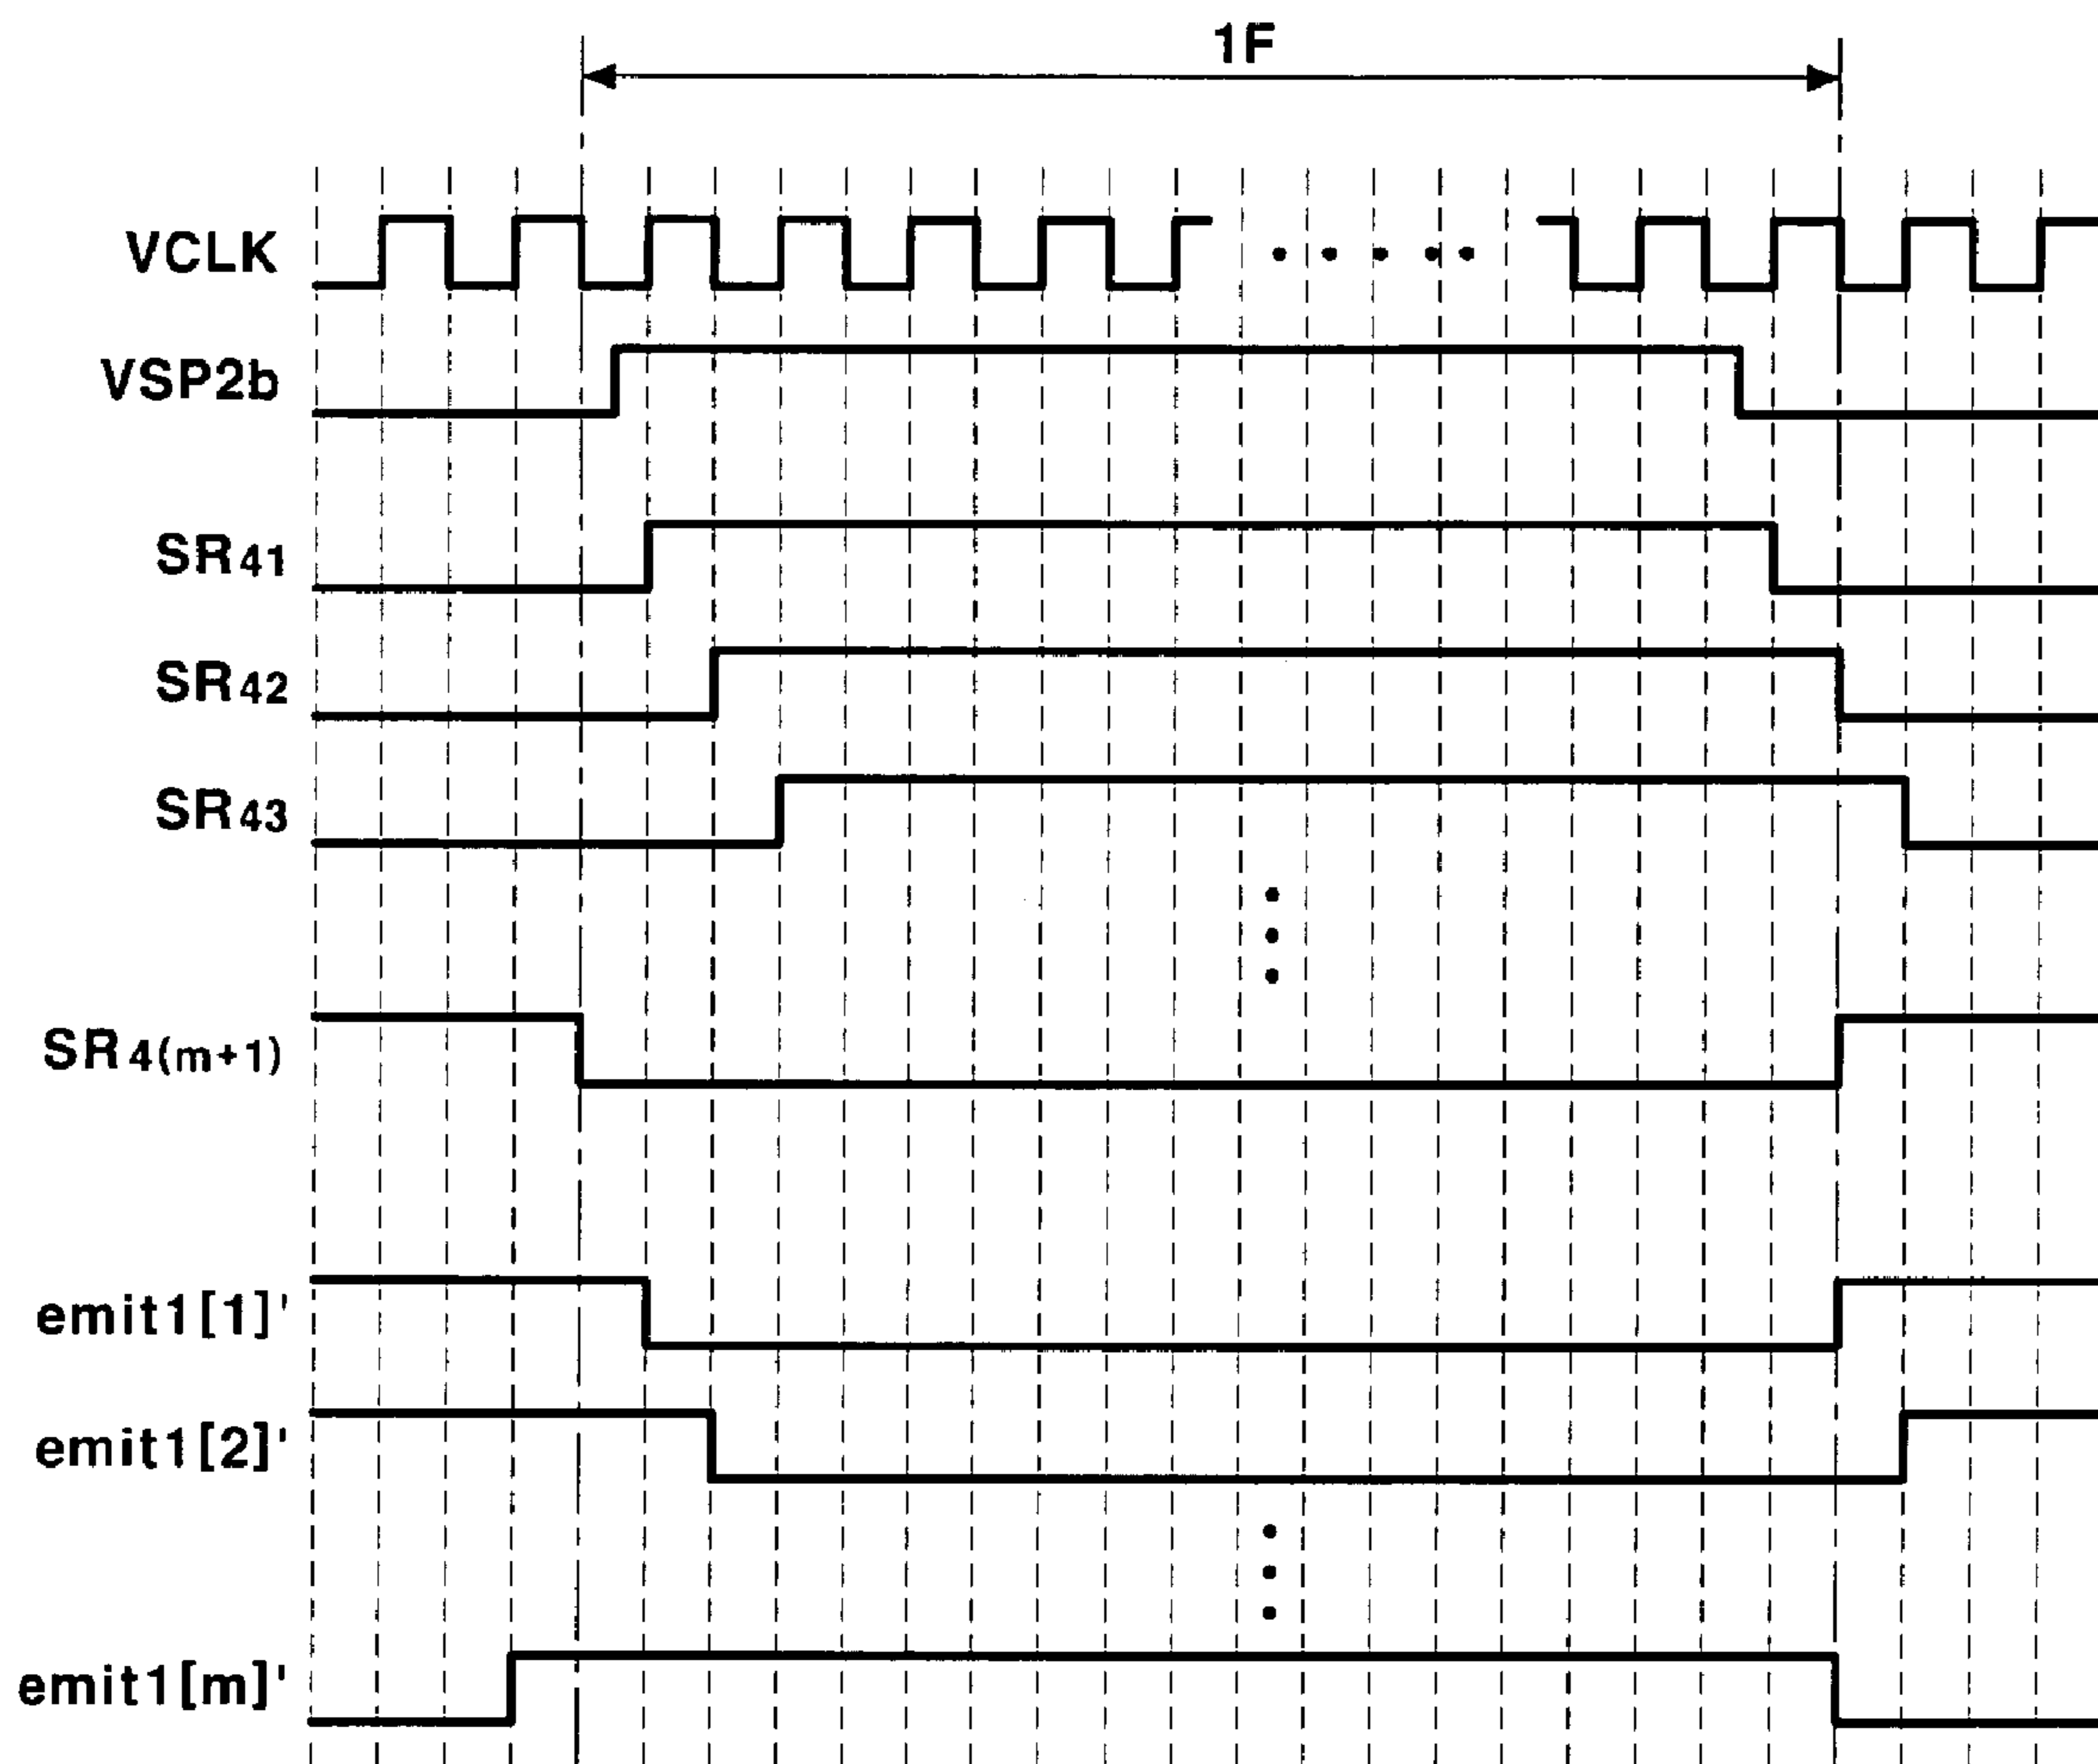 1F
VCLK
VSP2b
SR41
SR42
SR43
SR4(m+1)
emit1[1]'
emit1[2]'
emit1[m]'